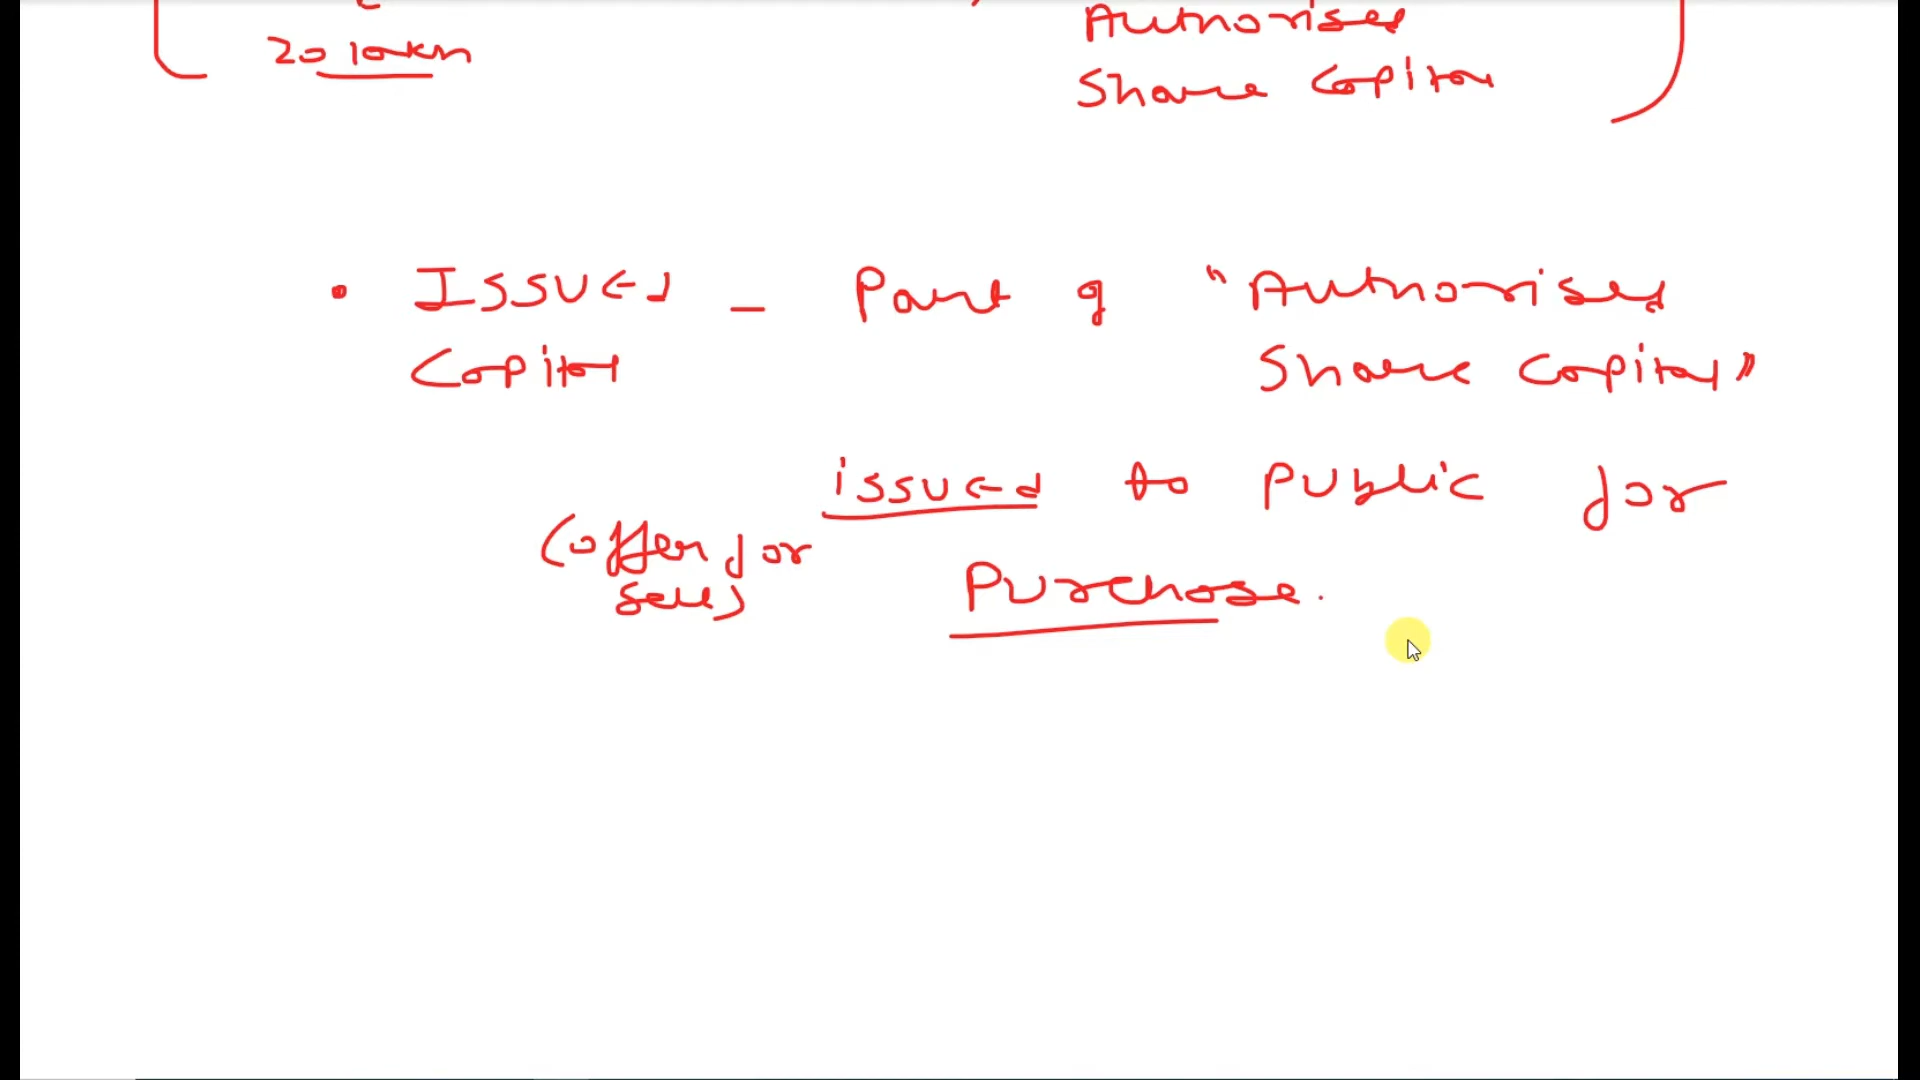 Authorised
20 lakh
Share Capital
• Issued - Part of "Authorised
Capital Share Capital"
issued to public for
(offer for
Purchase.
sell)